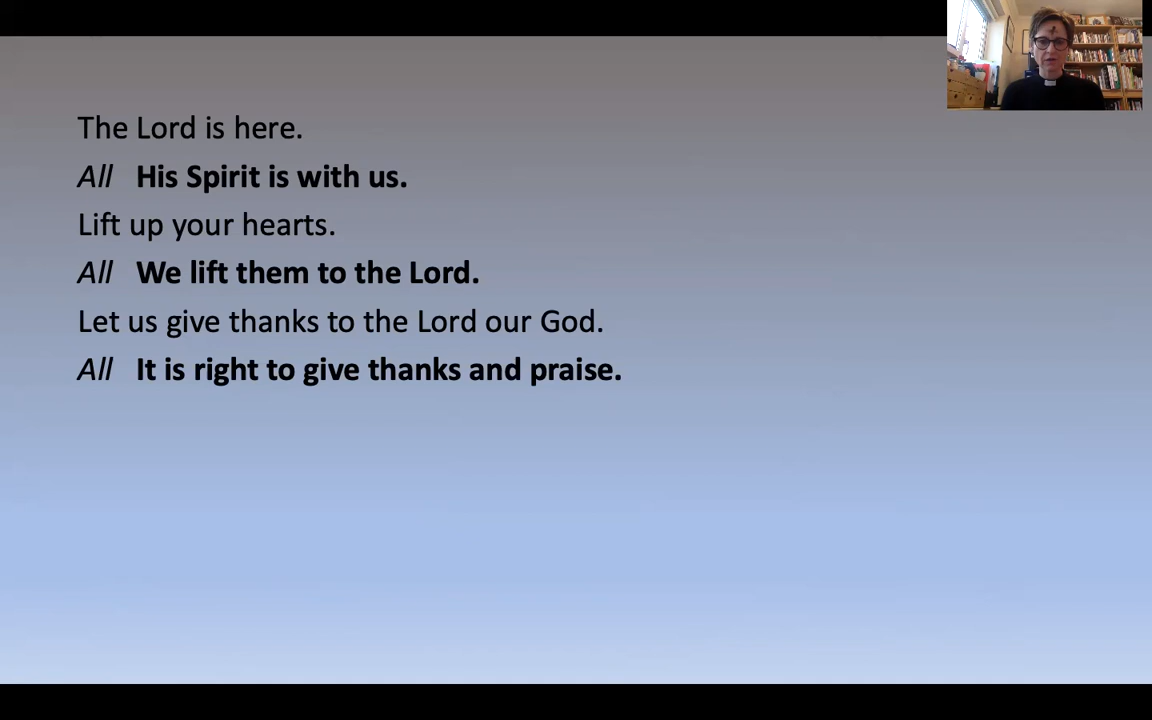 The Lord is here.
All His Spirit is with us.
Lift up your hearts.
All We lift them to the Lord.
Let us give thanks to the Lord our God.
All It is right to give thanks and praise.